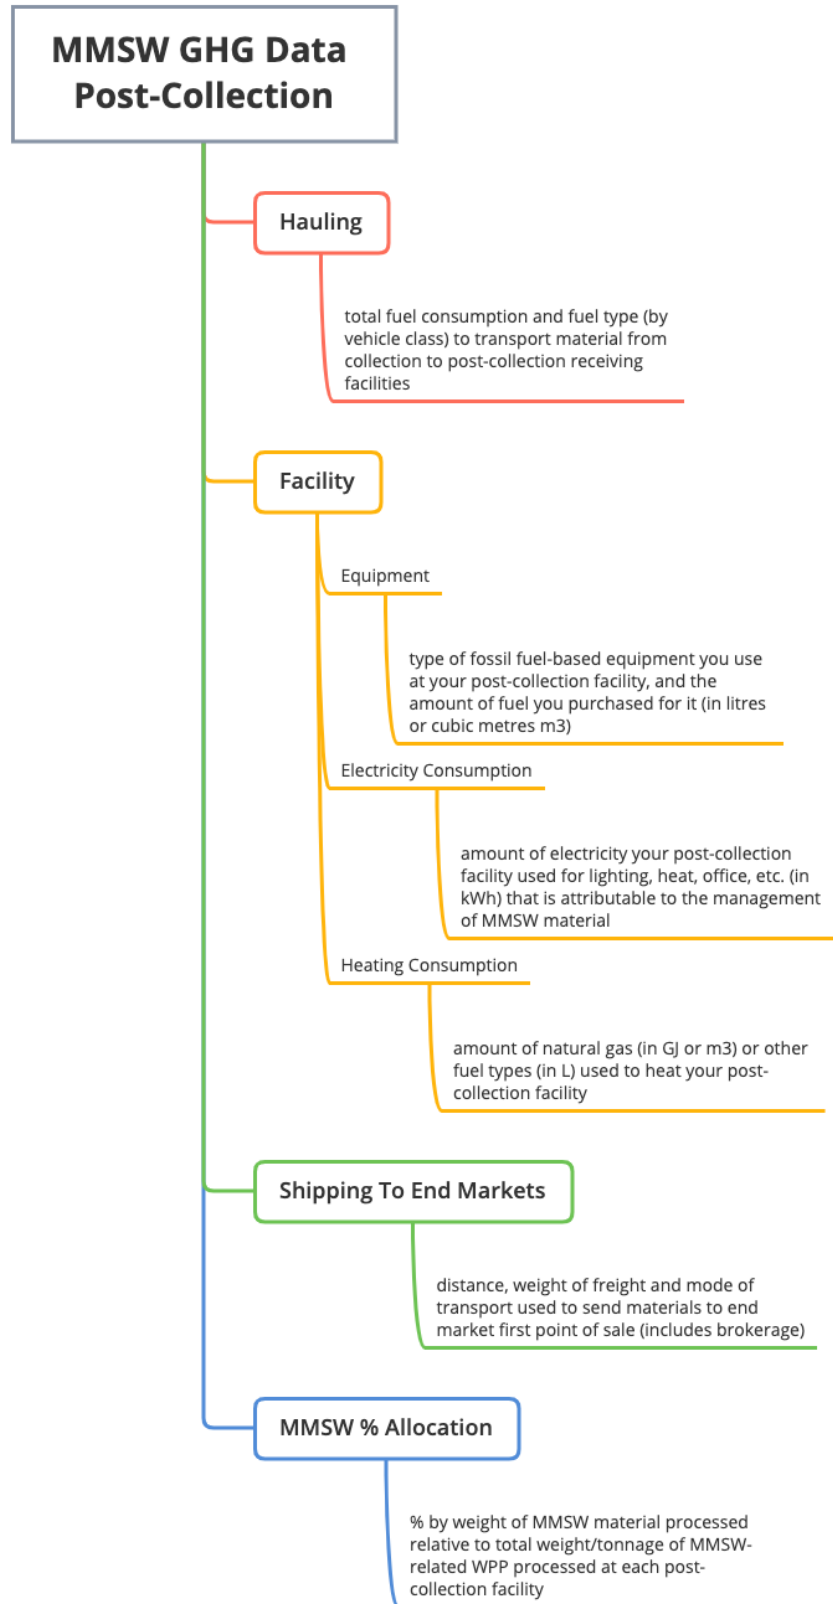 MMSW GHG Data
Post-Collection
Hauling
total fuel consumption and fuel type (by
vehicle class) to transport material from
collection to post-collection receiving
facilities
Facility
Equipment
type of fossil fuel-based equipment you use
at your post-collection facility, and the
amount of fuel you purchased for it (in litres
or cubic metres m3)
Electricity Consumption
amount of electricity your post-collection
facility used for lighting, heat, office, etc. (in
kWh) that is attributable to the management
of MMSW material
Heating Consumption
amount of natural gas (in GJ or m3) or other
fuel types (in L) used to heat your post-
collection facility
Shipping To End Markets
distance, weight of freight and mode of
transport used to send materials to end
market first point of sale (includes brokerage)
MMSW % Allocation
% by weight of MMSW material processed
relative to total weight/tonnage of MMSW-
related WPP processed at each post-
collection facility